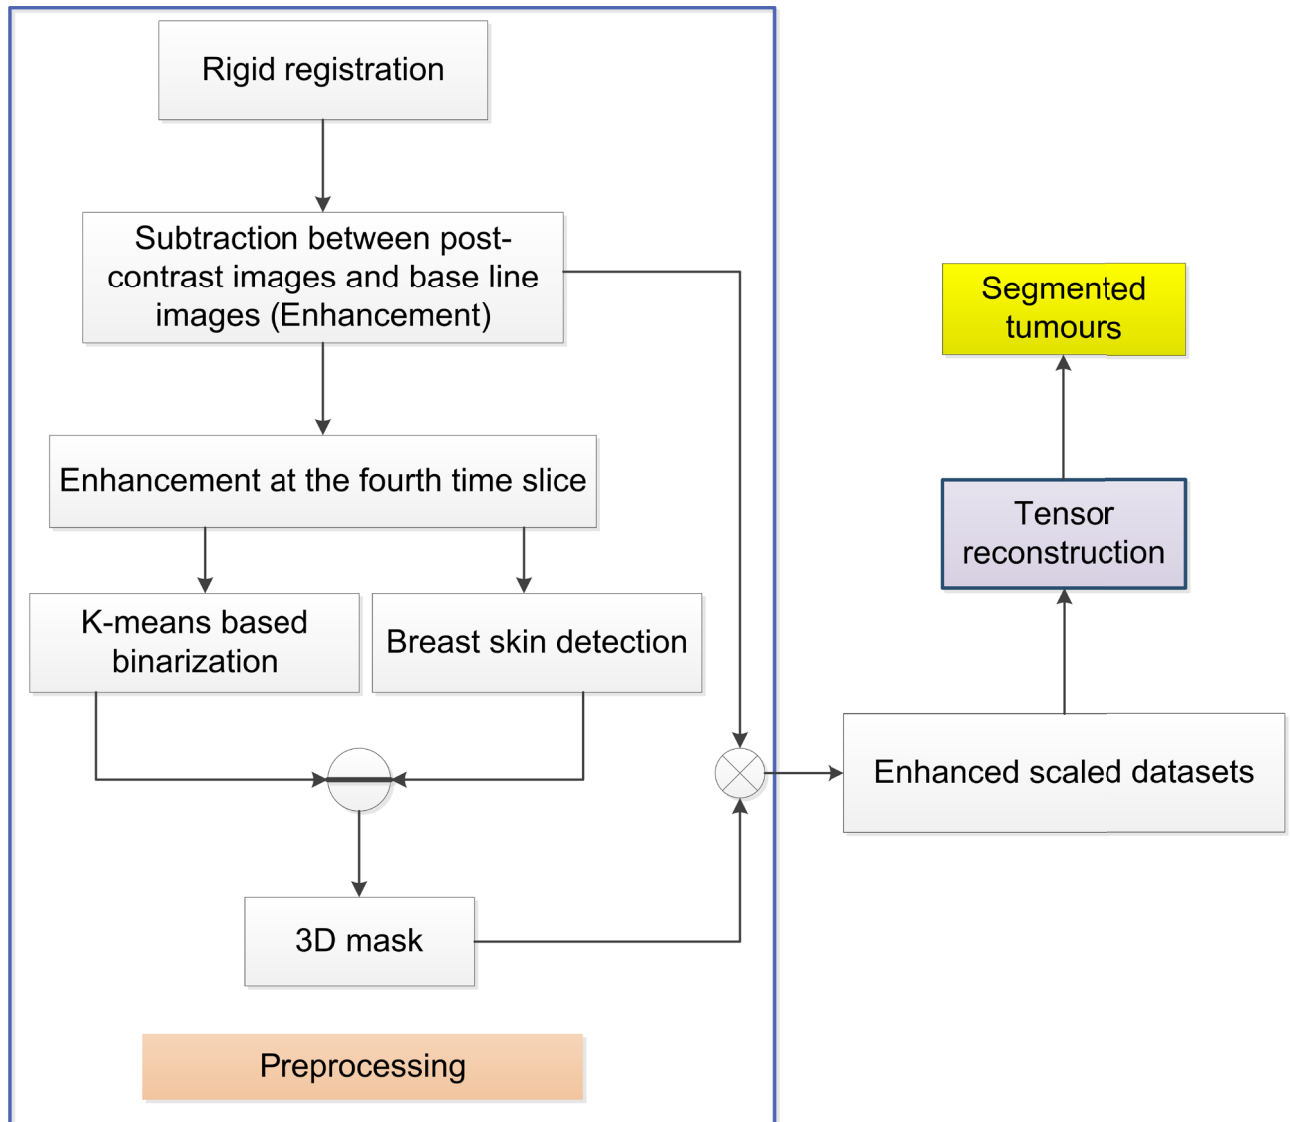 Rigid registration
Subtraction between post-
contrast images and base line
images (Enhancement)
Enhancement at the fourth time slice
K-means based
binarization
Breast skin detection
3D mask
Preprocessing
Segmented
tumours
Tensor
reconstruction
Enhanced scaled datasets